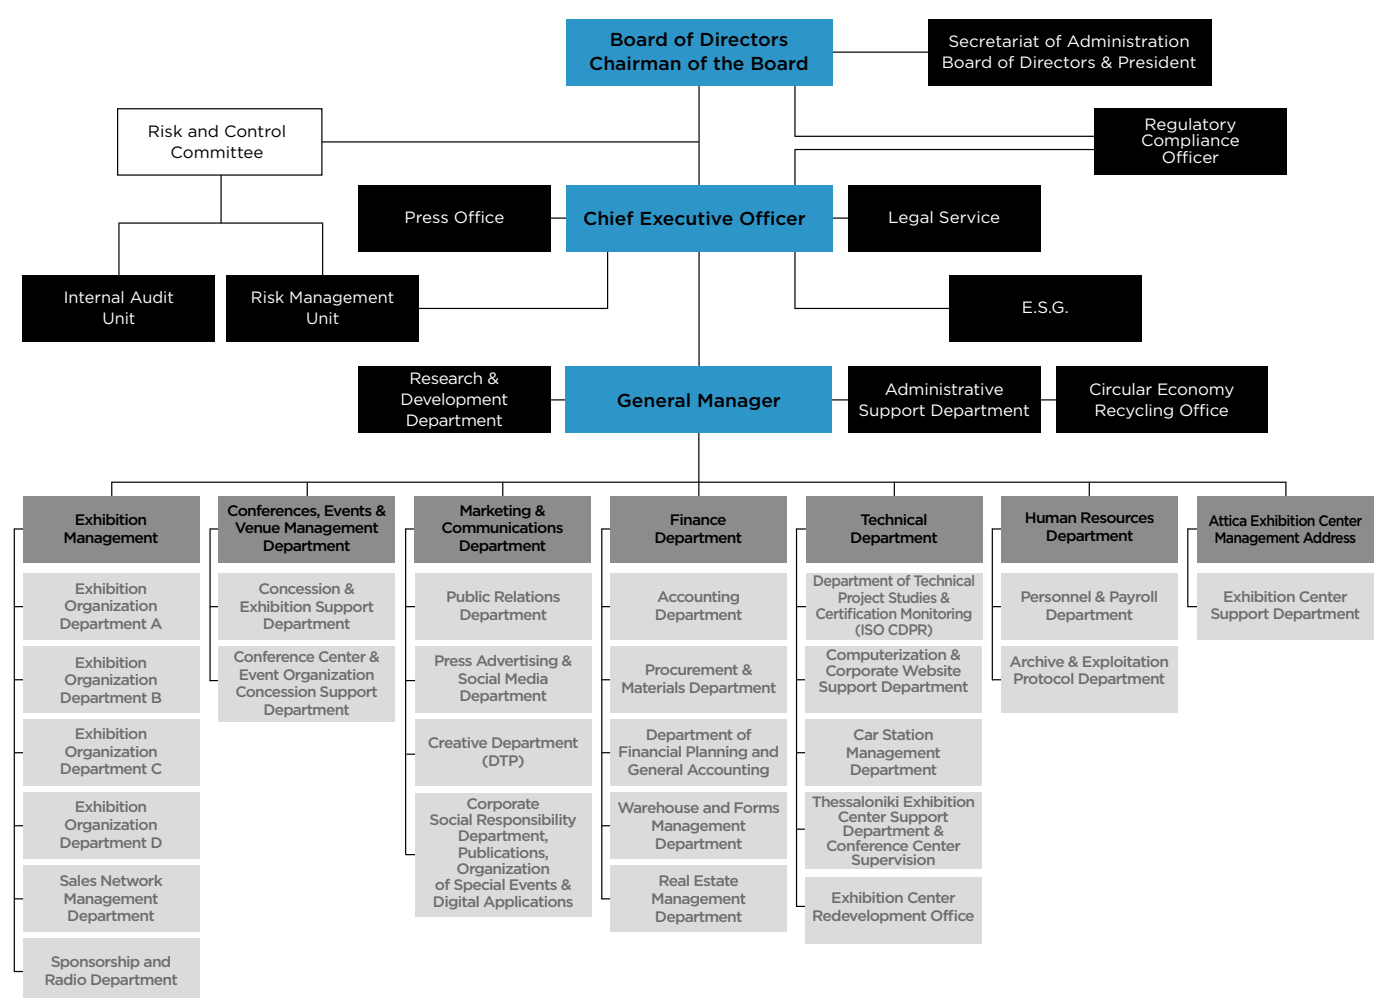 Board of Directors
Chairman of the Board
Secretariat of Administration
Board of Directors & President
Risk and Control
Committee
Regulatory
Compliance
Officer
Press Office
Chief Executive Officer
Legal Service
Internal Audit
Unit
Risk Management
Unit
E.S.G.
Research &
Development
Department
General Manager
Administrative
Support Department
Circular Economy
Recycling Office
Exhibition
Management
Conferences, Events &
Venue Management
Department
Marketing &
Communications
Department
Finance
Department
Technical
Department
Human Resources
Department
Attica Exhibition Center
Management Address
Exhibition
Organization
Department A
Exhibition
Organization
Department B
Exhibition
Organization
Department C
Exhibition
Organization
Department D
Sales Network
Management
Department
Sponsorship and
Radio Department
Concession &
Exhibition Support
Department
Conference Center &
Event Organization
Concession Support
Department
Public Relations
Department
Press Advertising &
Social Media
Department
Creative Department
(DTP)
Corporate
Social Responsibility
Department,
Publications,
Organization
of Special Events &
Digital Applications
Accounting
Department
Procurement &
Materials Department
Department of
Financial Planning and
General Accounting
Warehouse and Forms
Management
Department
Real Estate
Management
Department
Department of Technical
Project Studies &
Certification Monitoring
(ISO CDPR)
Computerization &
Corporate Website
Support Department
Car Station
Management
Department
Thessaloniki Exhibition
Center Support
Department &
Conference Center
Supervision
Exhibition Center
Redevelopment Office
Personnel & Payroll
Department
Archive & Exploitation
Protocol Department
Exhibition Center
Support Department